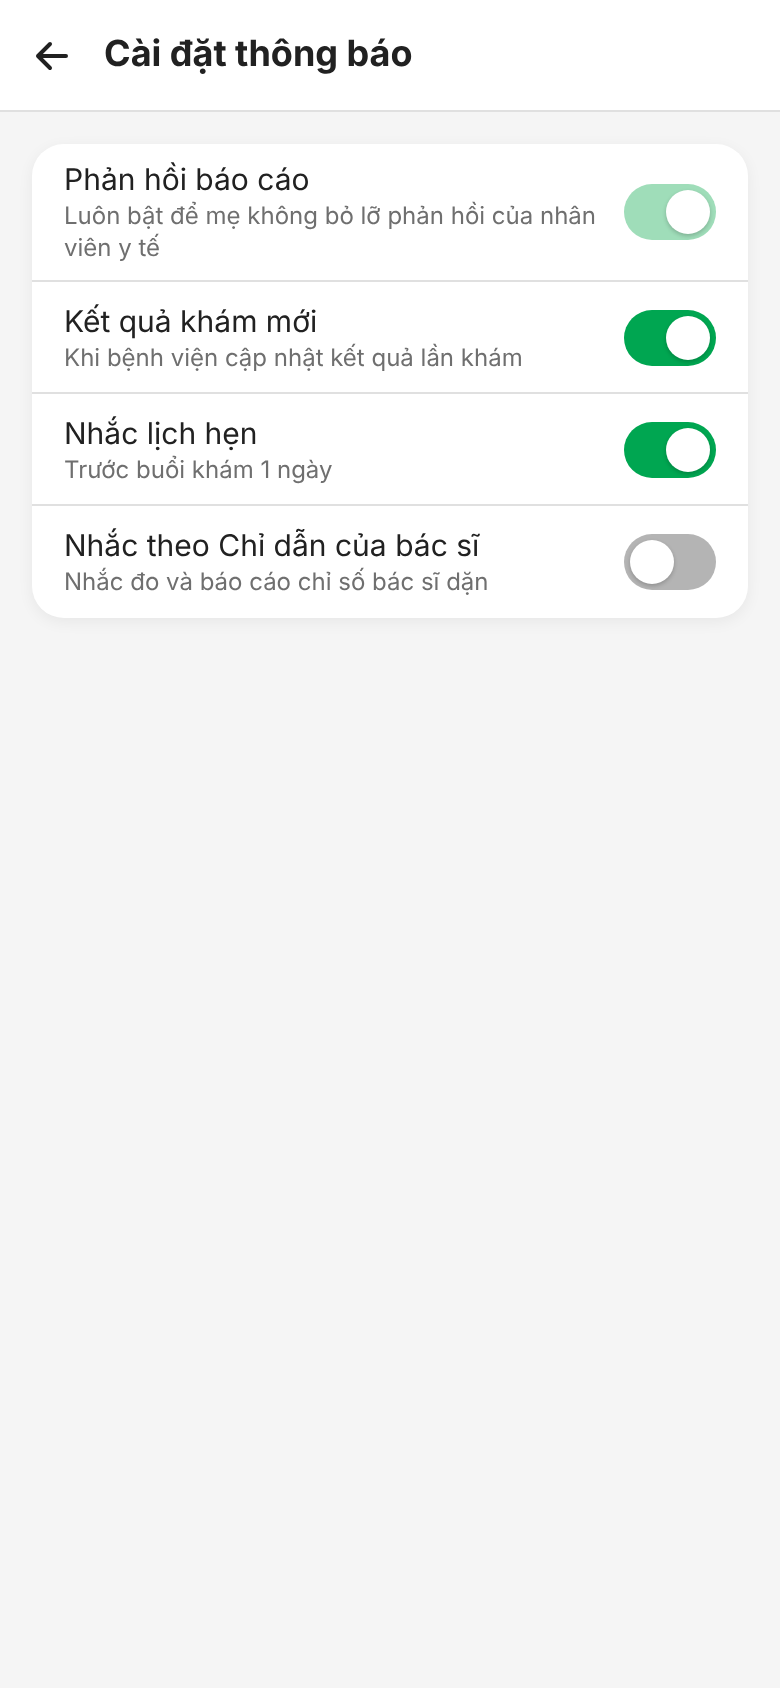 Cài đặt thông báo
Phản hồi báo cáo
Luôn bật để mẹ không bỏ lỡ phản hồi của nhân
viên y tế
Kết quả khám mới
Khi bệnh viện cập nhật kết quả lần khám
Nhắc lịch hẹn
Trước buổi khám 1 ngày
Nhắc theo Chỉ dẫn của bác sĩ
Nhắc đo và báo cáo chỉ số bác sĩ dặn